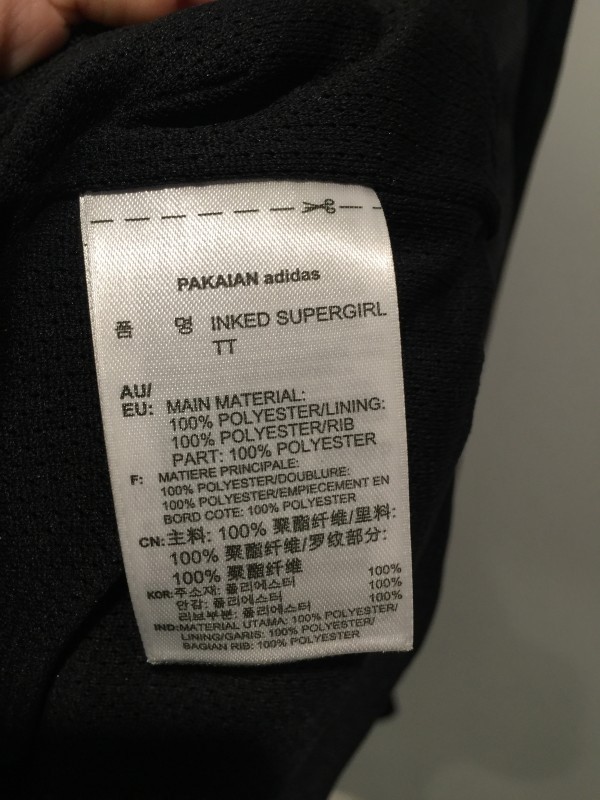 PAKAIAN adidas
품 명 INKED SUPERGIRL
TT
AU/
EU: MAIN MATERIAL:
100% POLYESTER/LINING:
100% POLYESTER/RIB
PART: 100% POLYESTER
F: MATIERE PRINCIPALE:
100% POLYESTER/DOUBLURE:
100% POLYESTER/EMPIECEMENT EN
BORD COTE: 100% POLYESTER
CN: 主料: 100% 聚酯纤维/里料:
100% 聚酯纤维/罗纹部分:
100% 聚酯纤维
KOR: 주소재: 폴리에스터 100%
안감: 폴리에스터 100%
리브부분: 폴리에스터 100%
IND: MATERIAL UTAMA: 100% POLYESTER/
LINING/GARIS: 100% POLYESTER/
BAGIAN RIB: 100% POLYESTER